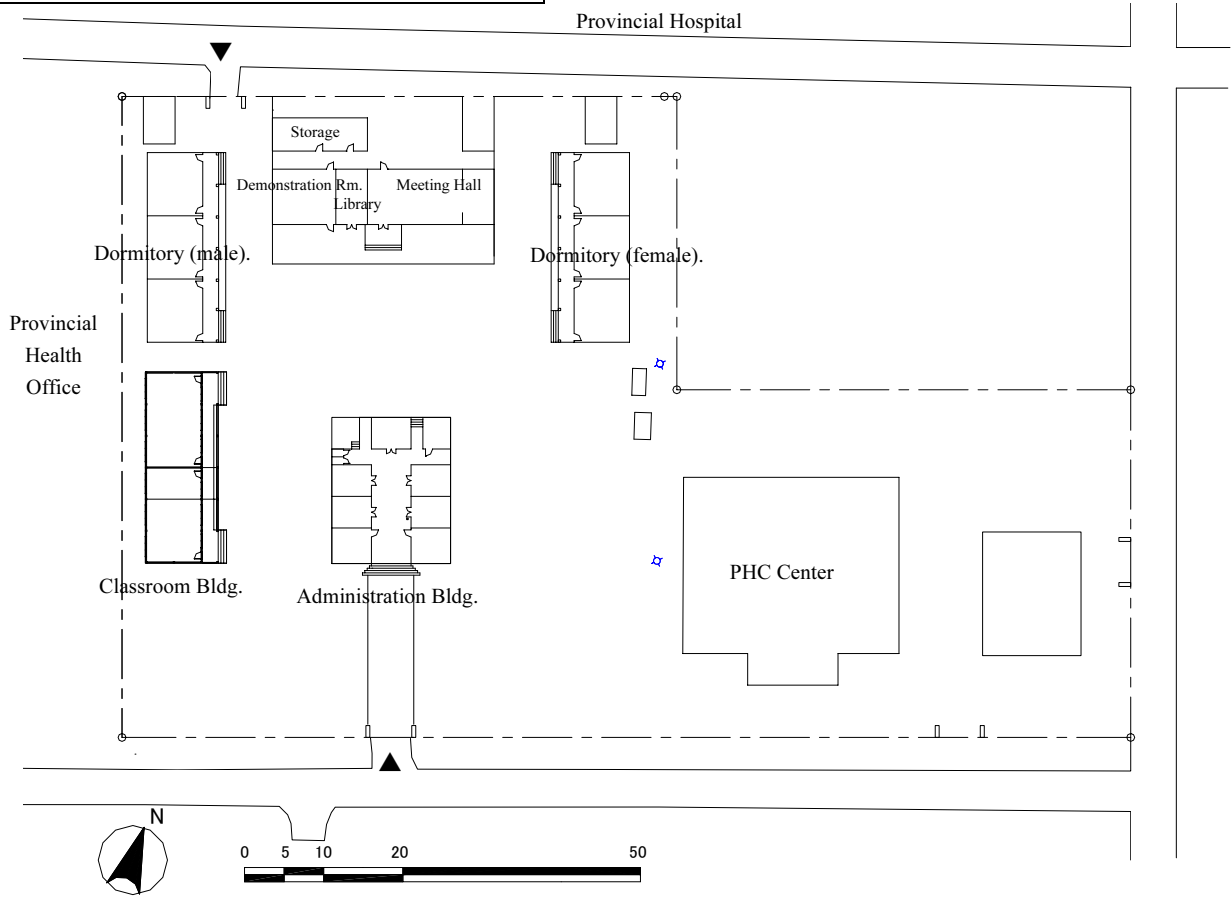 Provincial Hospital
Storage
Demonstration Rm.
Meeting Hall
Library
Dormitory (male).
Dormitory (female).
Provincial
Health
Office
PHC Center
Classroom Bldg.
Administration Bldg.
N
0 5 10 20 50